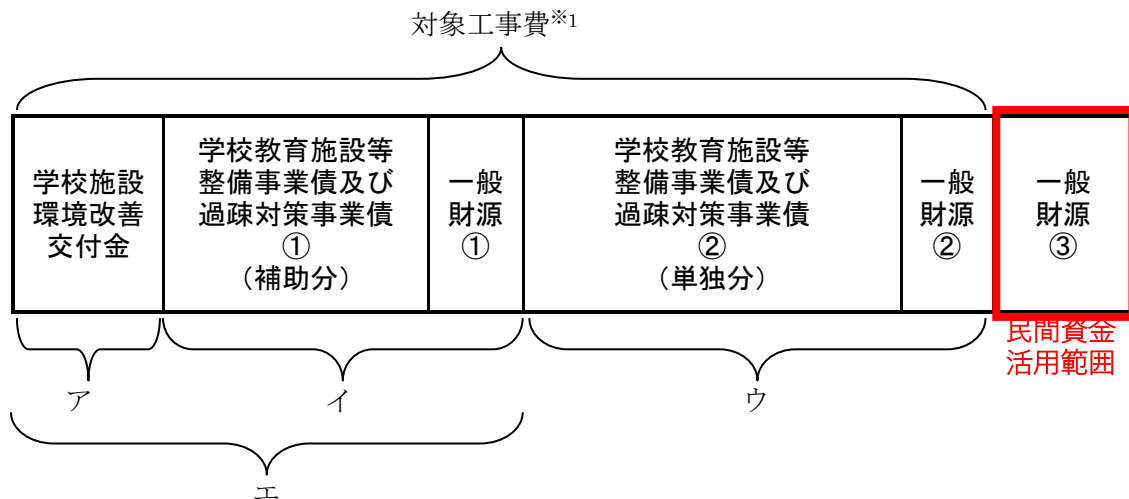 対象工事費※1
学校施設
環境改善
交付金
学校教育施設等
整備事業債及び
過疎対策事業債
①
（補助分）
一般
財源
①
学校教育施設等
整備事業債及び
過疎対策事業債
②
（単独分）
一般
財源
②
一般
財源
③
民間資金
活用範囲
ア
イ
ウ
エ